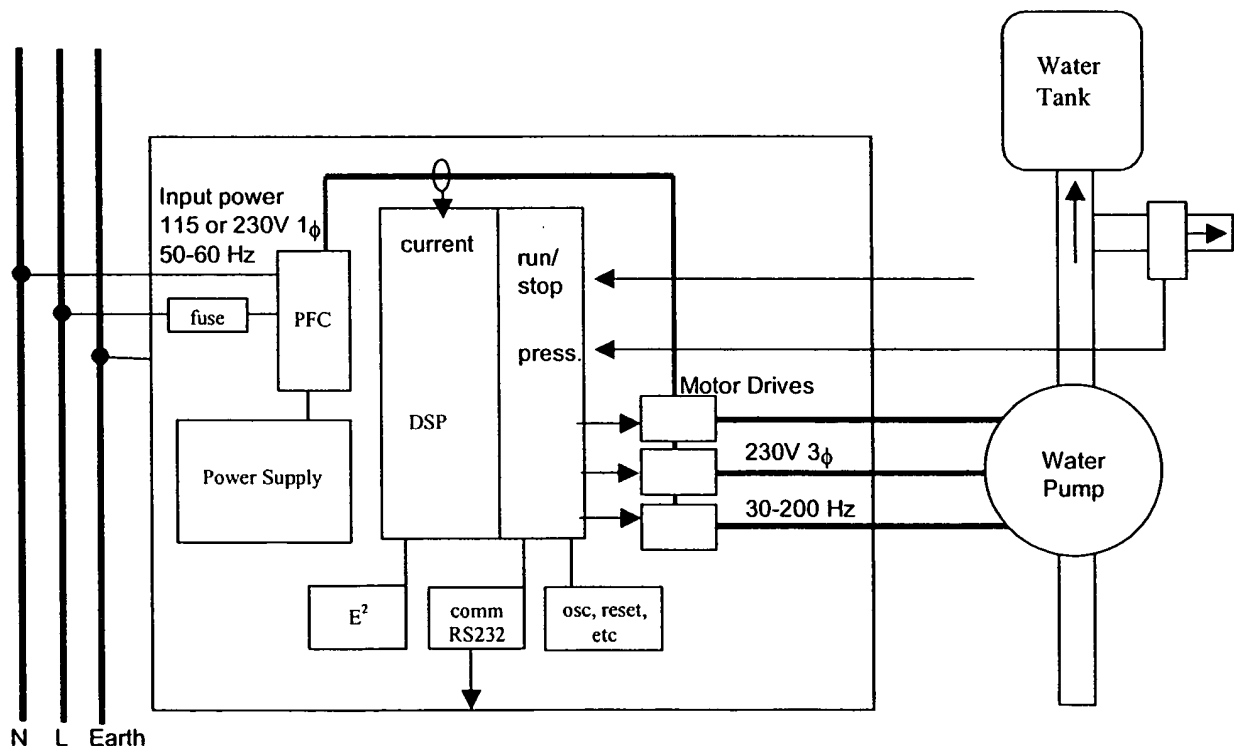 Water
Tank
Input power
115 or 230V 1ϕ
50-60 Hz
current
run/
stop
fuse
PFC
press.
Motor Drives
DSP
Power Supply
230V 3ϕ
30-200 Hz
Water
Pump
E²
comm
RS232
osc, reset,
etc
N L Earth